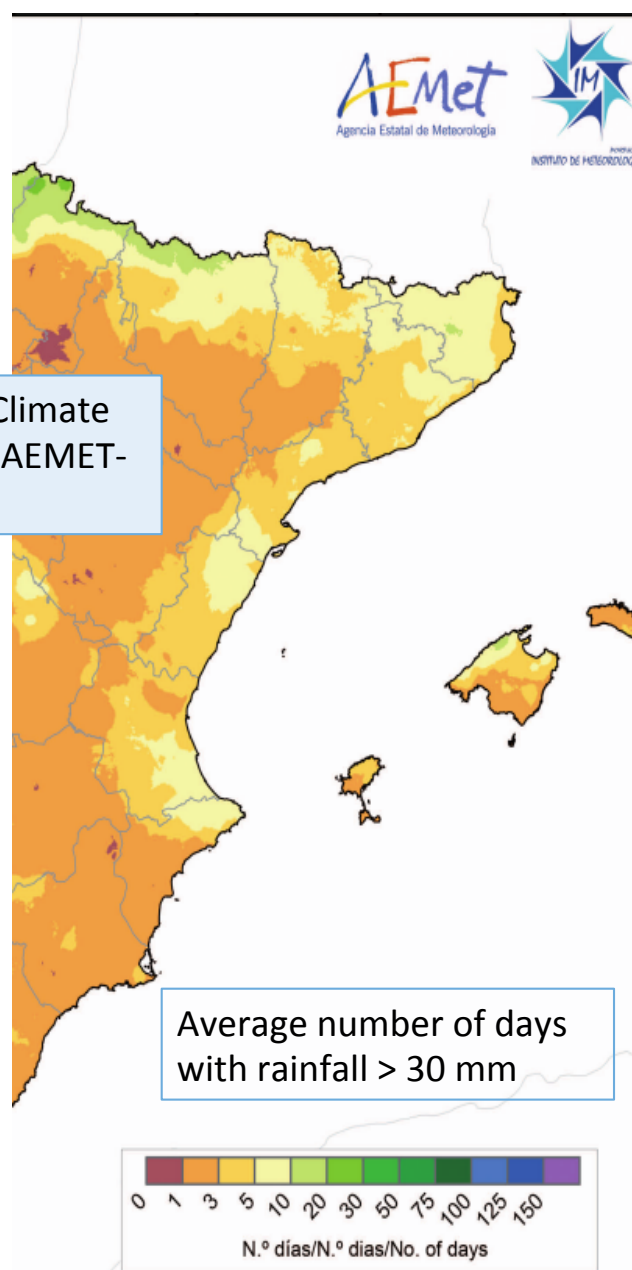 AEMet
Agencia Estatal de Meteorología
IM
INSTITUTO DE METEOROLOG
Climate
AEMET-
Average number of days
with rainfall > 30 mm
0 1 3 5 10 20 30 50 75 100 125 150
N.º días/N.º dias/No. of days